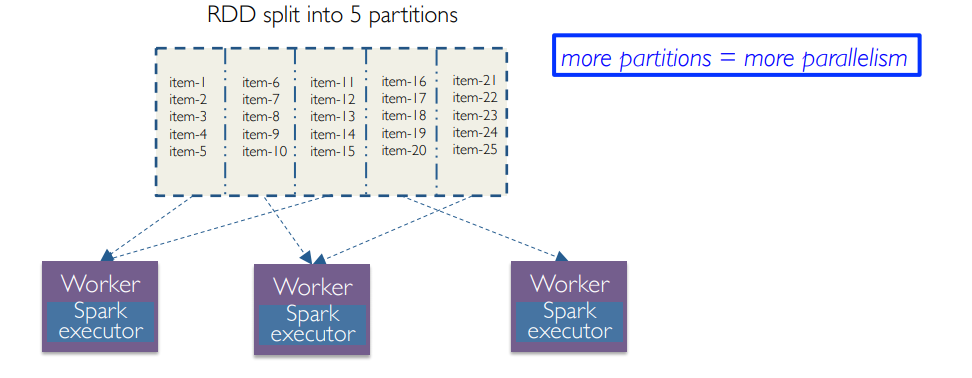 RDD split into 5 partitions
more partitions = more parallelism
item-1
item-2
item-3
item-4
item-5
item-6
item-7
item-8
item-9
item-10
item-11
item-12
item-13
item-14
item-15
item-16
item-17
item-18
item-19
item-20
item-21
item-22
item-23
item-24
item-25
Worker
Spark
executor
Worker
Spark
executor
Worker
Spark
executor